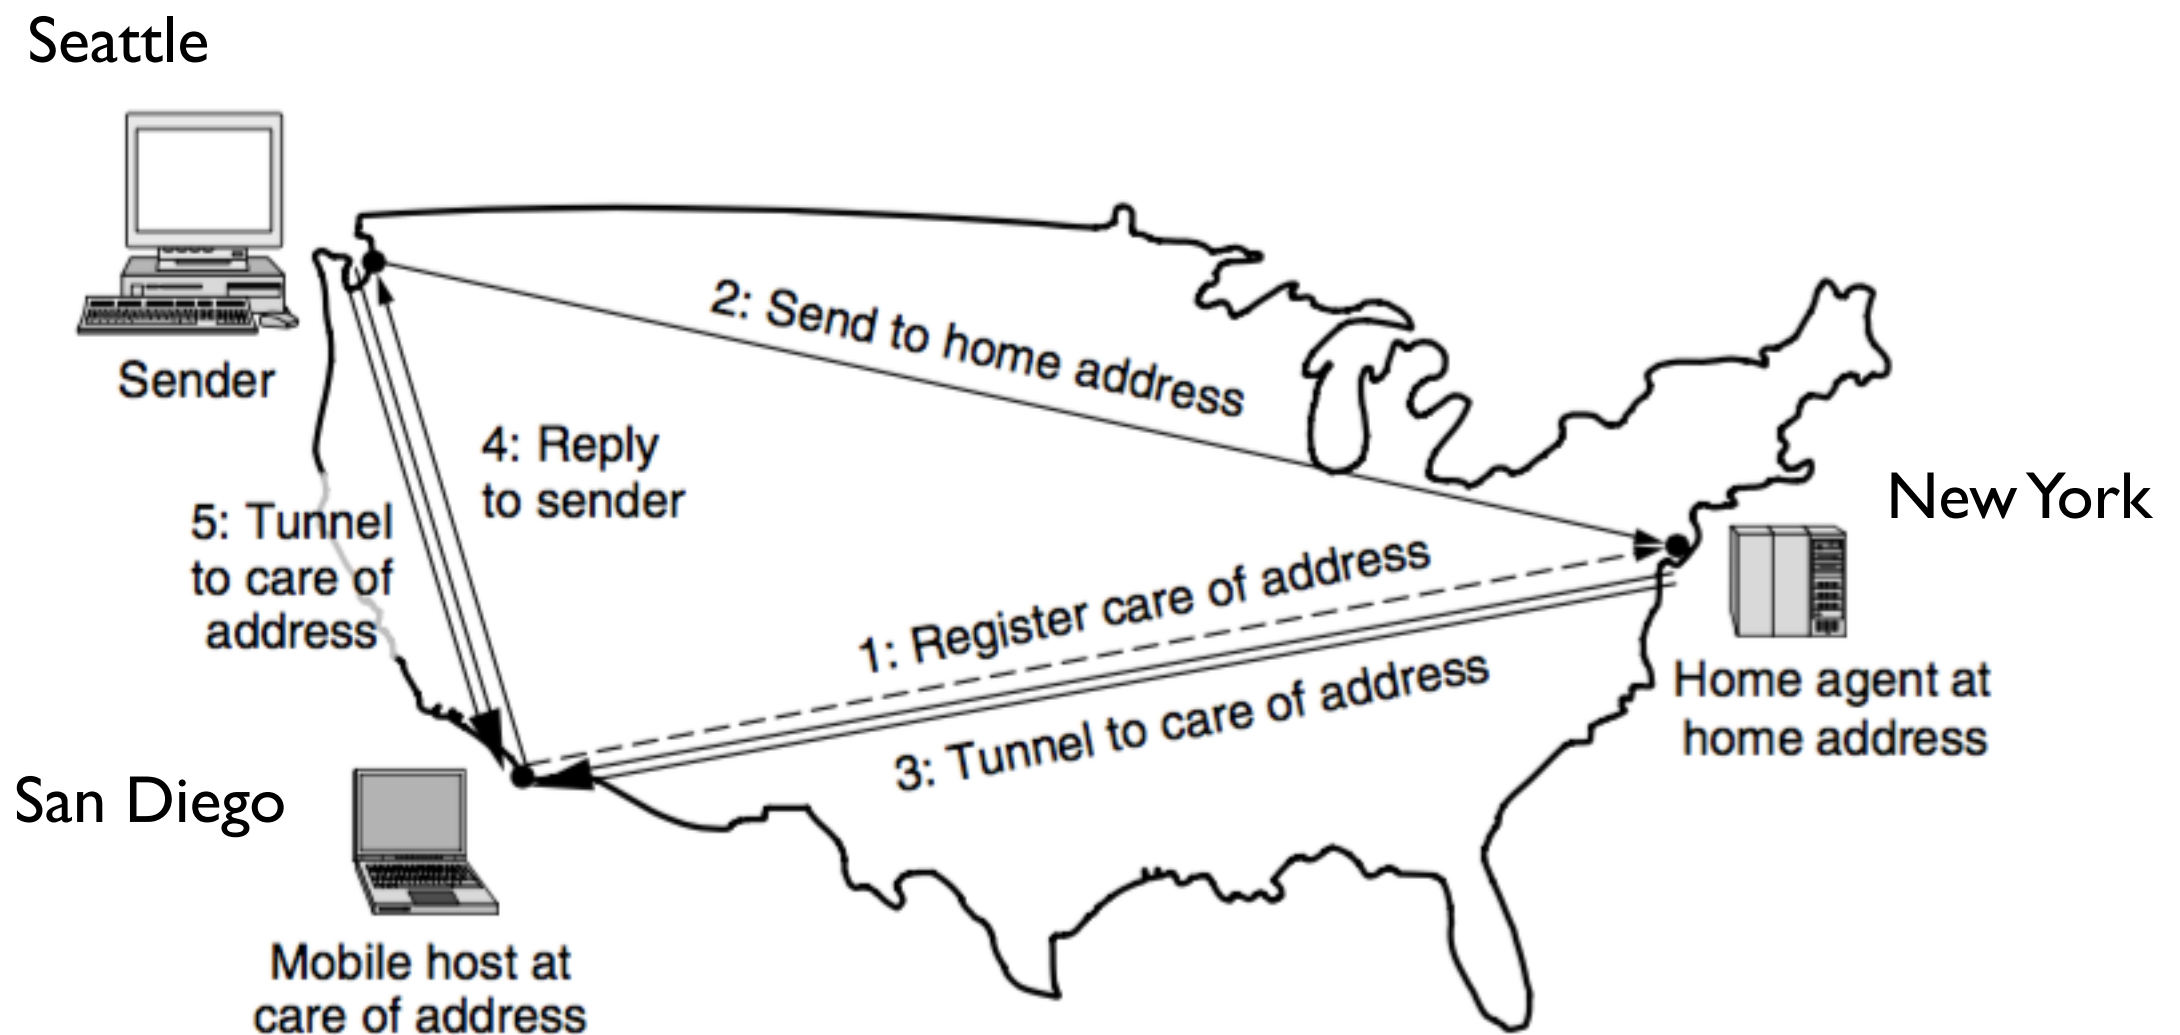 Seattle
Sender
2: Send to home address
4: Reply
to sender
5: Tunnel
to care of
address
New York
1: Register care of address
3: Tunnel to care of address
Home agent at
home address
San Diego
Mobile host at
care of address